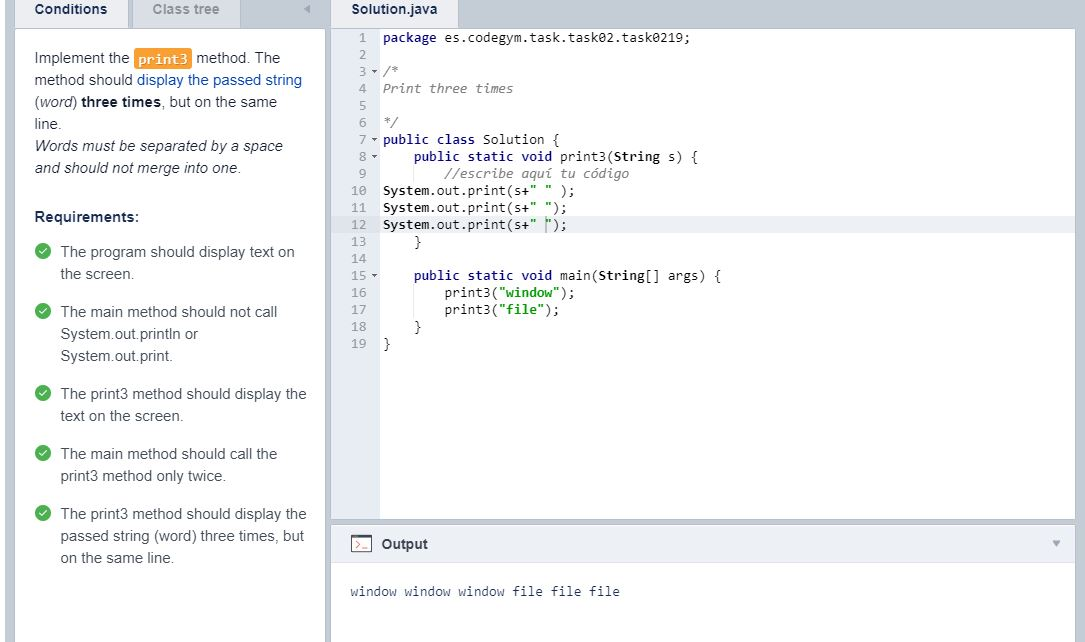 Conditions
Class tree
Implement the print3 method. The
method should display the passed string
(word) three times, but on the same
line.
Words must be separated by a space
and should not merge into one.
Requirements:
The program should display text on
the screen.
The main method should not call
System.out.println or
System.out.print.
The print3 method should display the
text on the screen.
The main method should call the
print3 method only twice.
The print3 method should display the
passed string (word) three times, but
on the same line.
Solution.java
1 package es.codegym.task.task02.task0219;
2
3 /*
4 Print three times
5
6 */
7 public class Solution {
8 public static void print3(String s) {
9 //escribe aquí tu código
10 System.out.print(s+" " );
11 System.out.print(s+" ");
12 System.out.print(s+" ");
13 }
14
15 public static void main(String[] args) {
16 print3("window");
17 print3("file");
18 }
19 }
Output
window window window file file file